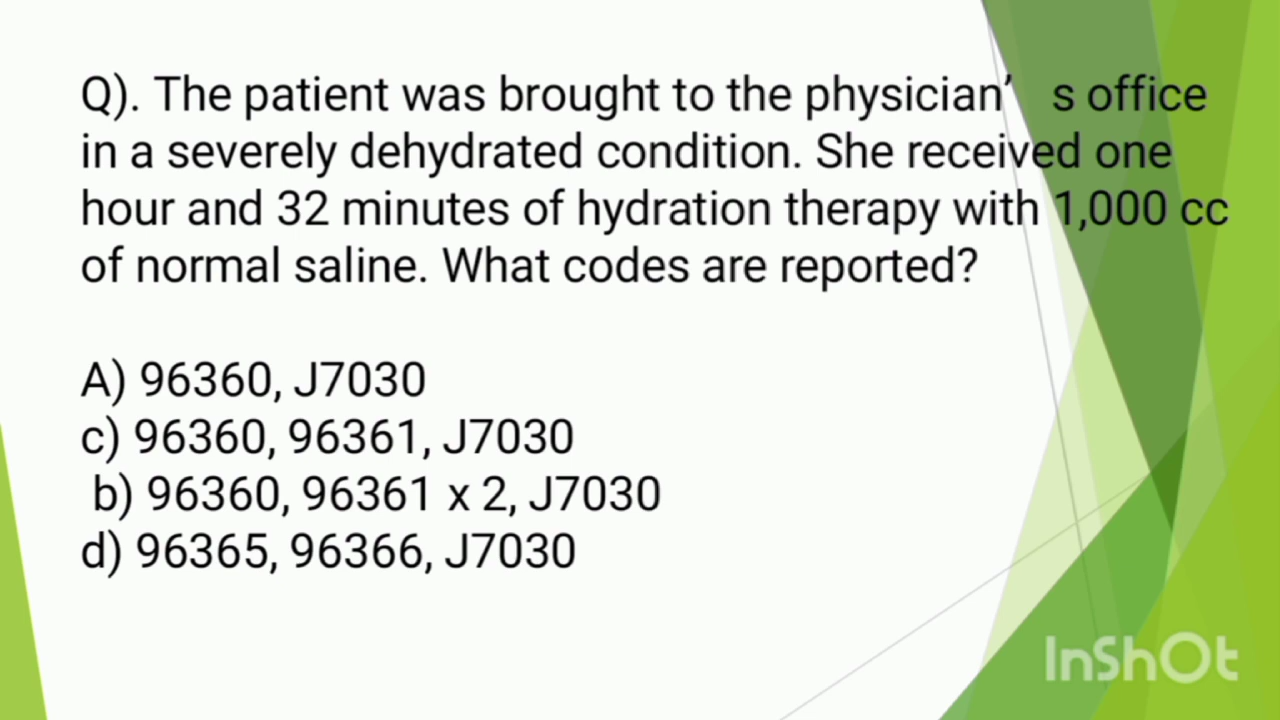 Q). The patient was brought to the physician’ s office
in a severely dehydrated condition. She received one
hour and 32 minutes of hydration therapy with 1,000 cc
of normal saline. What codes are reported?
A) 96360, J7030
c) 96360, 96361, J7030
b) 96360, 96361 x 2, J7030
d) 96365, 96366, J7030
InShOt